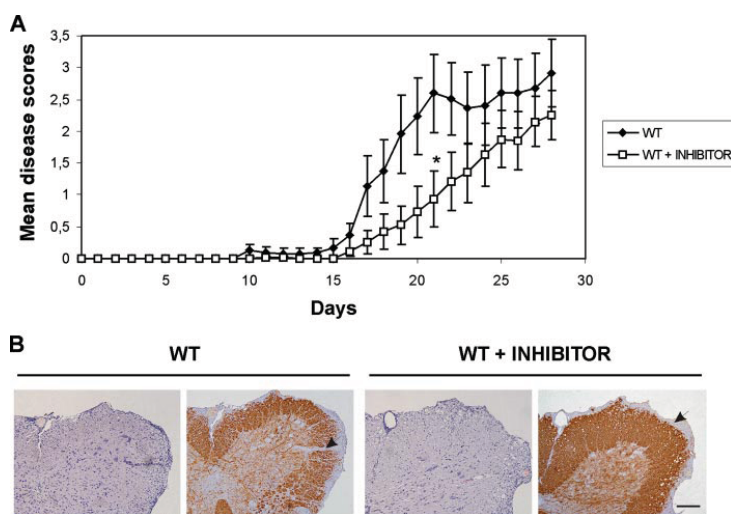 A
Mean disease scores
3,5
3
2,5
2
1,5
1
0,5
0
*
0 5 10 15 20 25 30
Days
WT
WT + INHIBITOR
B
WT WT + INHIBITOR